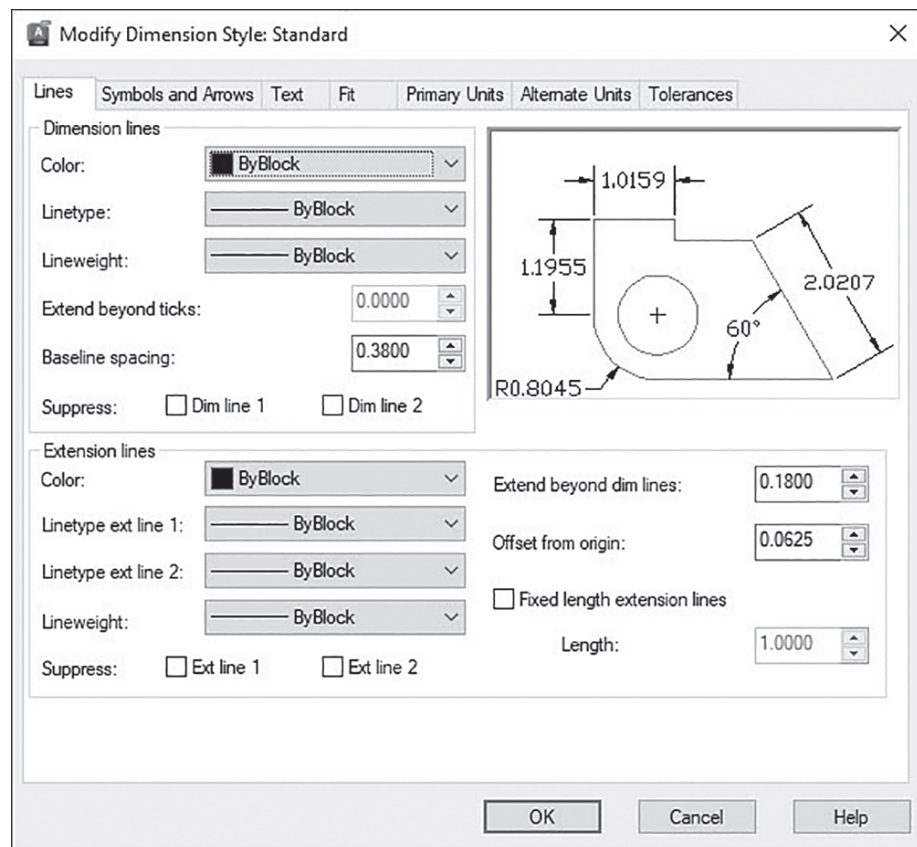 Modify Dimension Style: Standard
Lines
Symbols and Arrows
Text
Fit
Primary Units
Alternate Units
Tolerances
Dimension lines
Color:
ByBlock
Linetype:
ByBlock
Lineweight:
ByBlock
Extend beyond ticks:
0.0000
Baseline spacing:
0.3800
Suppress:
Dim line 1
Dim line 2
1.0159
1.1955
2.0207
60°
R0.8045
Extension lines
Color:
ByBlock
Linetype ext line 1:
ByBlock
Linetype ext line 2:
ByBlock
Lineweight:
ByBlock
Suppress:
Ext line 1
Ext line 2
Extend beyond dim lines:
0.1800
Offset from origin:
0.0625
Fixed length extension lines
Length:
1.0000
OK
Cancel
Help